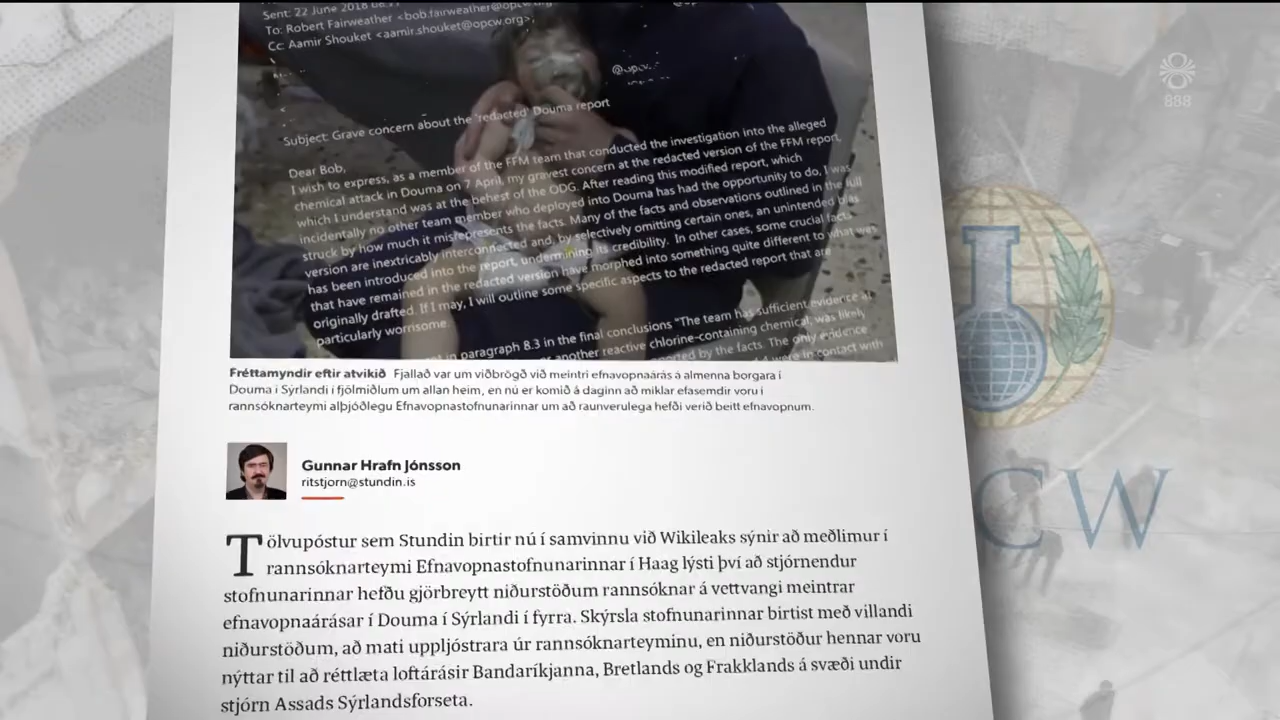 Sent: 22 June 2018
To: Robert Fairweather <bob.fairweather@opcw.org>;
Cc: Aamir Shouket <aamir.shouket@opcw.org>;
@opc
Subject: Grave concern about the 'redacted' Douma report
Dear Bob,
I wish to express, as a member of the FFM team that conducted the investigation into the alleged
chemical attack in Douma on 7 April, my gravest concern at the redacted version of the FFM report,
which I understand was at the behest of the ODG. After reading this modified report, which
incidentally no other team member who deployed into Douma has had the opportunity to do, I was
struck by how much it misrepresents the facts. Many of the facts and observations outlined in the full
version are inextricably interconnected and, by selectively omitting certain ones, an unintended bias
has been introduced into the report, undermining its credibility. In other cases, some crucial facts
that have remained in the redacted version have morphed into something quite different to what was
originally drafted. If I may, I will outline some specific aspects to the redacted report that are
particularly worrisome.
in paragraph 8.3 in the final conclusions "The team has sufficient evidence at
another reactive chlorine-containing chemical, was likely
by the facts. The only evidence
were in contact with
Fréttamyndir eftir atvikið Fjallað var um viðbrögð við meintri efnavopnaárás á almenna borgara í
Douma í Sýrlandi í fjölmiðlum um allan heim, en nú er komið á daginn að miklar efasemdir voru í
rannsóknarteymi alþjóðlegu Efnavopnastofnunarinnar um að raunverulega hefði verið beitt efnavopnum.
Gunnar Hrafn Jónsson
ritstjorn@stundin.is
Tölvupóstur sem Stundin birtir nú í samvinnu við Wikileaks sýnir að meðlimur í
rannsóknarteymi Efnavopnastofnunarinnar í Haag lýsti því að stjórnendur
stofnunarinnar hefðu gjörbreytt niðurstöðum rannsóknar á vettvangi meintrar
efnavopnaárásar í Douma í Sýrlandi í fyrra. Skýrsla stofnunarinnar birtist með villandi
niðurstöðum, að mati uppljóstrara úr rannsóknarteyminu, en niðurstöður hennar voru
nýttar til að réttlæta loftárásir Bandaríkjanna, Bretlands og Frakklands á svæði undir
stjórn Assads Sýrlandsforseta.
888
CW